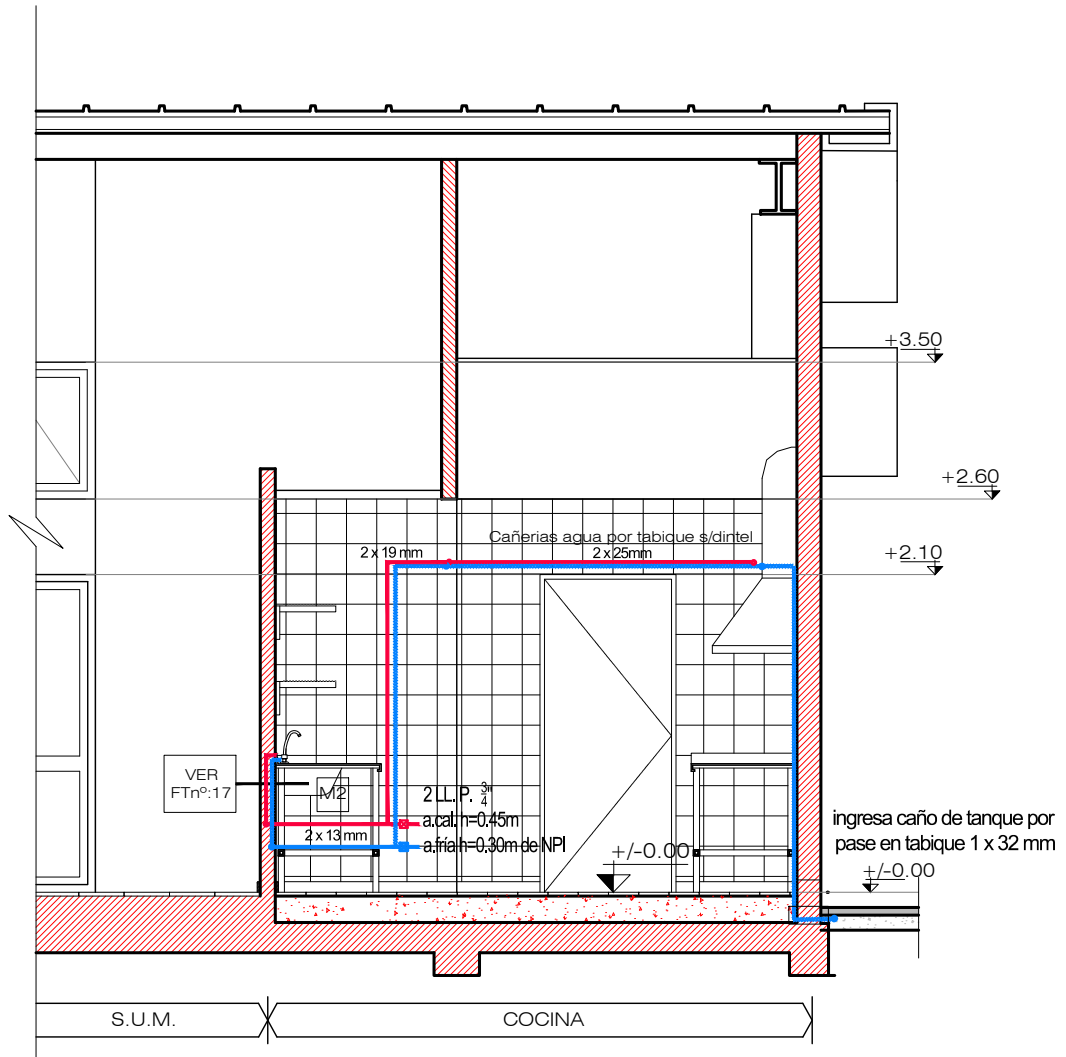 +3.50
+2.60
Cañerias agua por tabique s/dintel
2 x 19 mm
2 x 25mm
+2.10
VER
FTnº:17
M2
2 LL. P. 3/4"
a.cal. h=0.45m
2 x 13 mm
a.fría h=0.30m de NPI
+/-0.00
ingresa caño de tanque por
pase en tabique 1 x 32 mm
+/-0.00
S.U.M.
COCINA